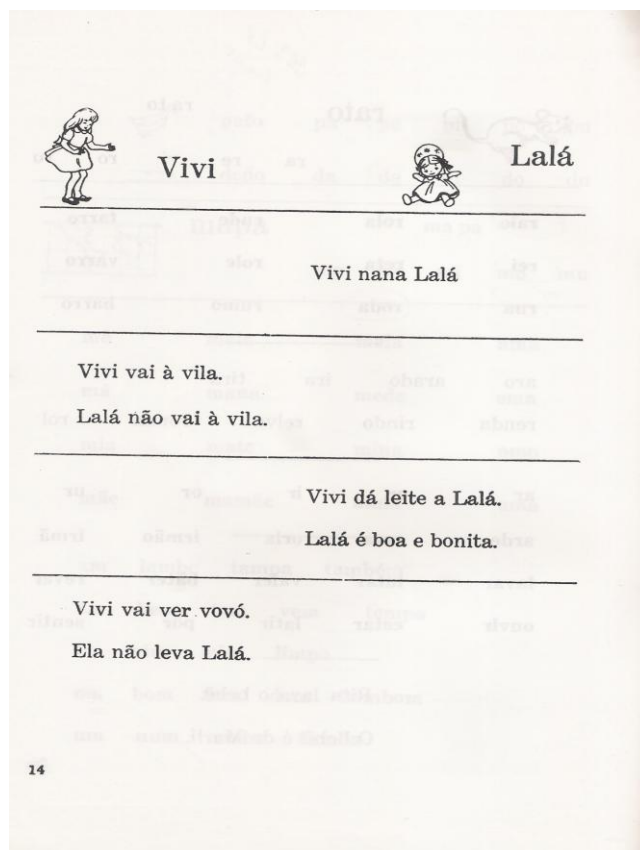 Vivi
Lalá
Vivi nana Lalá
Vivi vai à vila.
Lalá não vai à vila.
Vivi dá leite a Lalá.
Lalá é boa e bonita.
Vivi vai ver vovó.
Ela não leva Lalá.
14